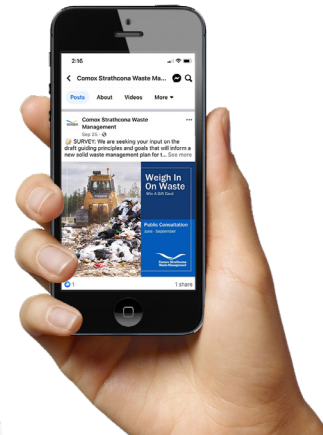 2:16
Comox Strathcona Waste Ma...
Posts About Videos More
Comox Strathcona Waste
Management
Sep 25
SURVEY: We are seeking your input on the
draft guiding principles and goals that will inform a
new solid waste management plan for t... See more
Weigh In
On Waste
Win A Gift Card
Public Consultation
June - September
Comox Strathcona
Waste Management
1
1 share